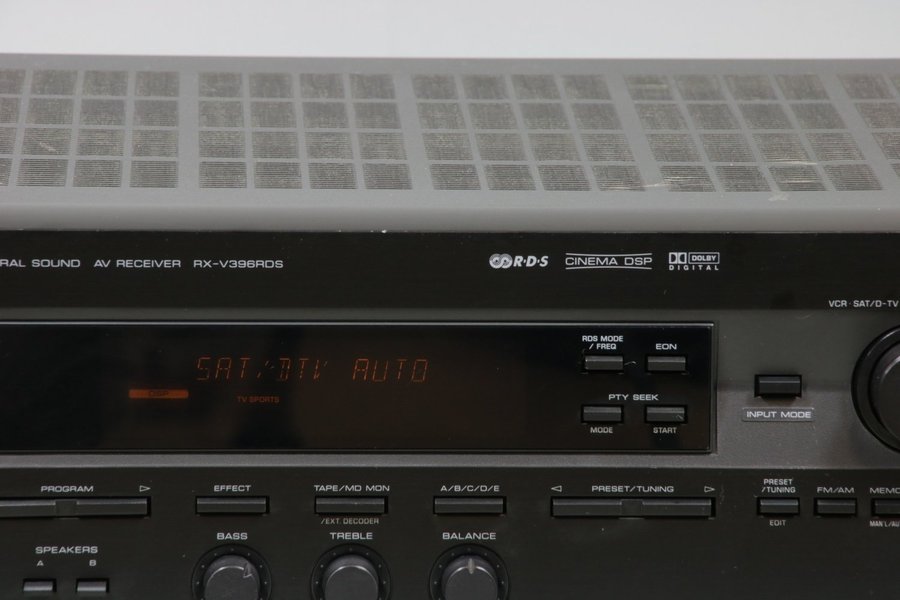 RAL SOUND AV RECEIVER RX-V396RDS
R·D·S CINEMA DSP DOLBY DIGITAL
VCR · SAT/D-TV
SAT/DTV AUTO
DSP
TV SPORTS
RDS MODE
/ FREQ
EON
PTY SEEK
MODE
START
INPUT MODE
PROGRAM
EFFECT
TAPE/MD MON
/EXT. DECODER
A/B/C/D/E
PRESET/TUNING
PRESET
/TUNING
EDIT
FM/AM
MEMO
MAN'L/AU
SPEAKERS
A B
BASS
TREBLE
BALANCE